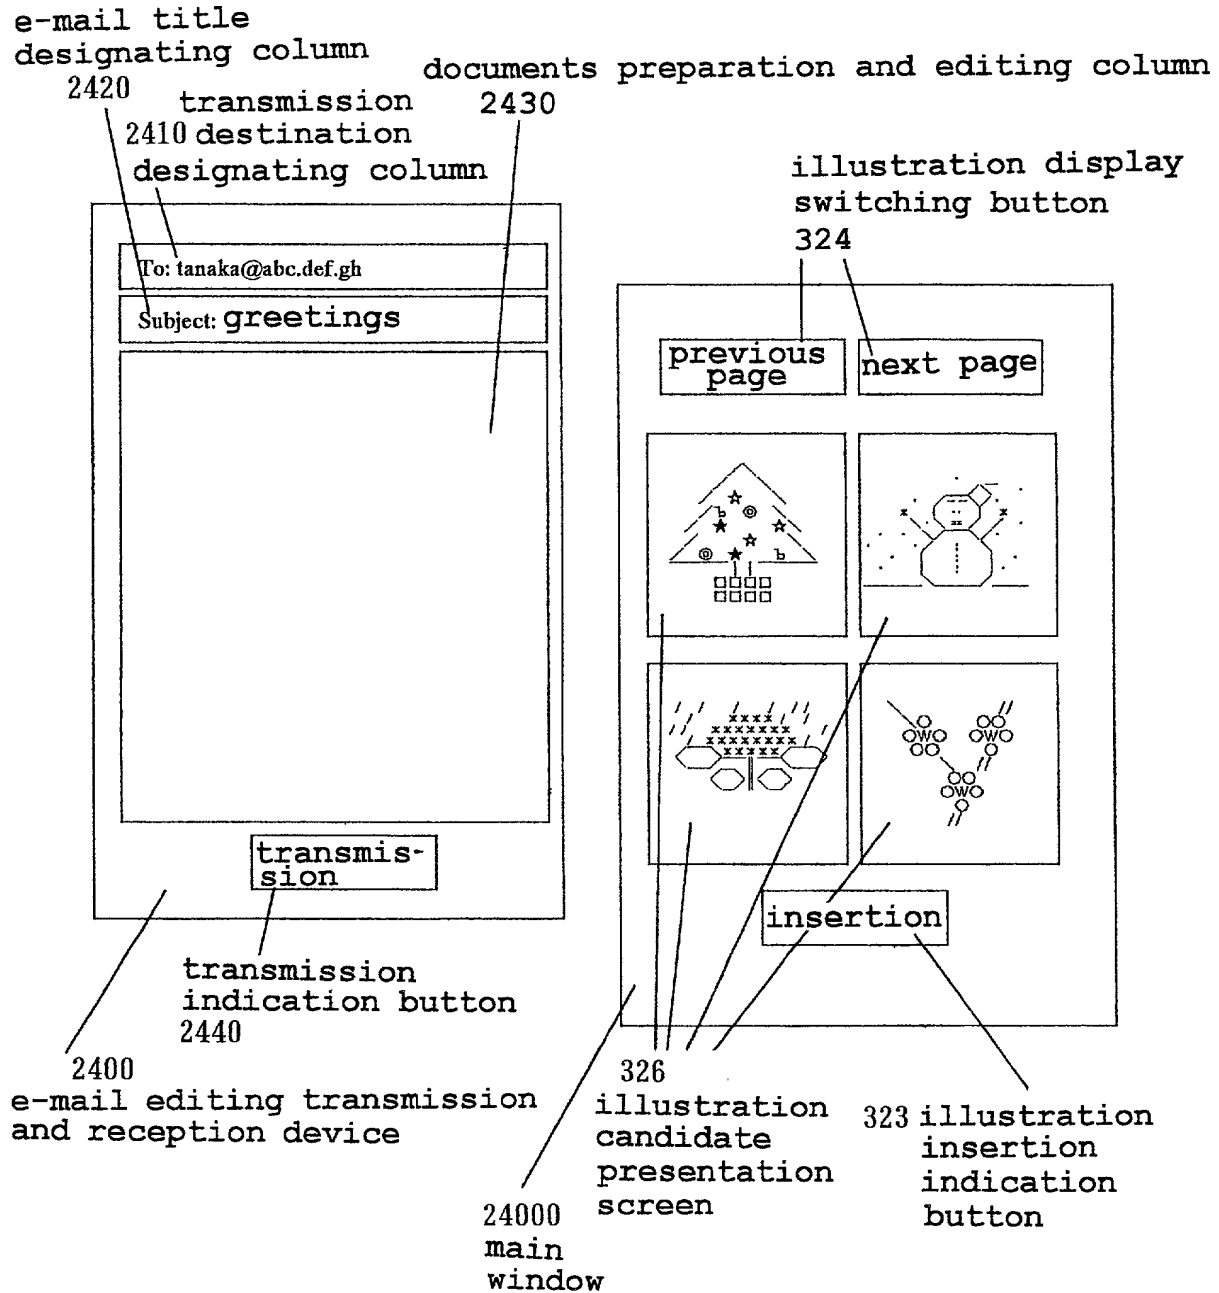 e-mail title
designating column
2420
transmission
2410 destination
designating column
documents preparation and editing column
2430
illustration display
switching button
324
To: tanaka@abc.def.gh
Subject: greetings
previous
page
next page
transmis-
sion
insertion
transmission
indication button
2440
2400
e-mail editing transmission
and reception device
326
illustration
candidate
presentation
screen
323 illustration
insertion
indication
button
24000
main
window